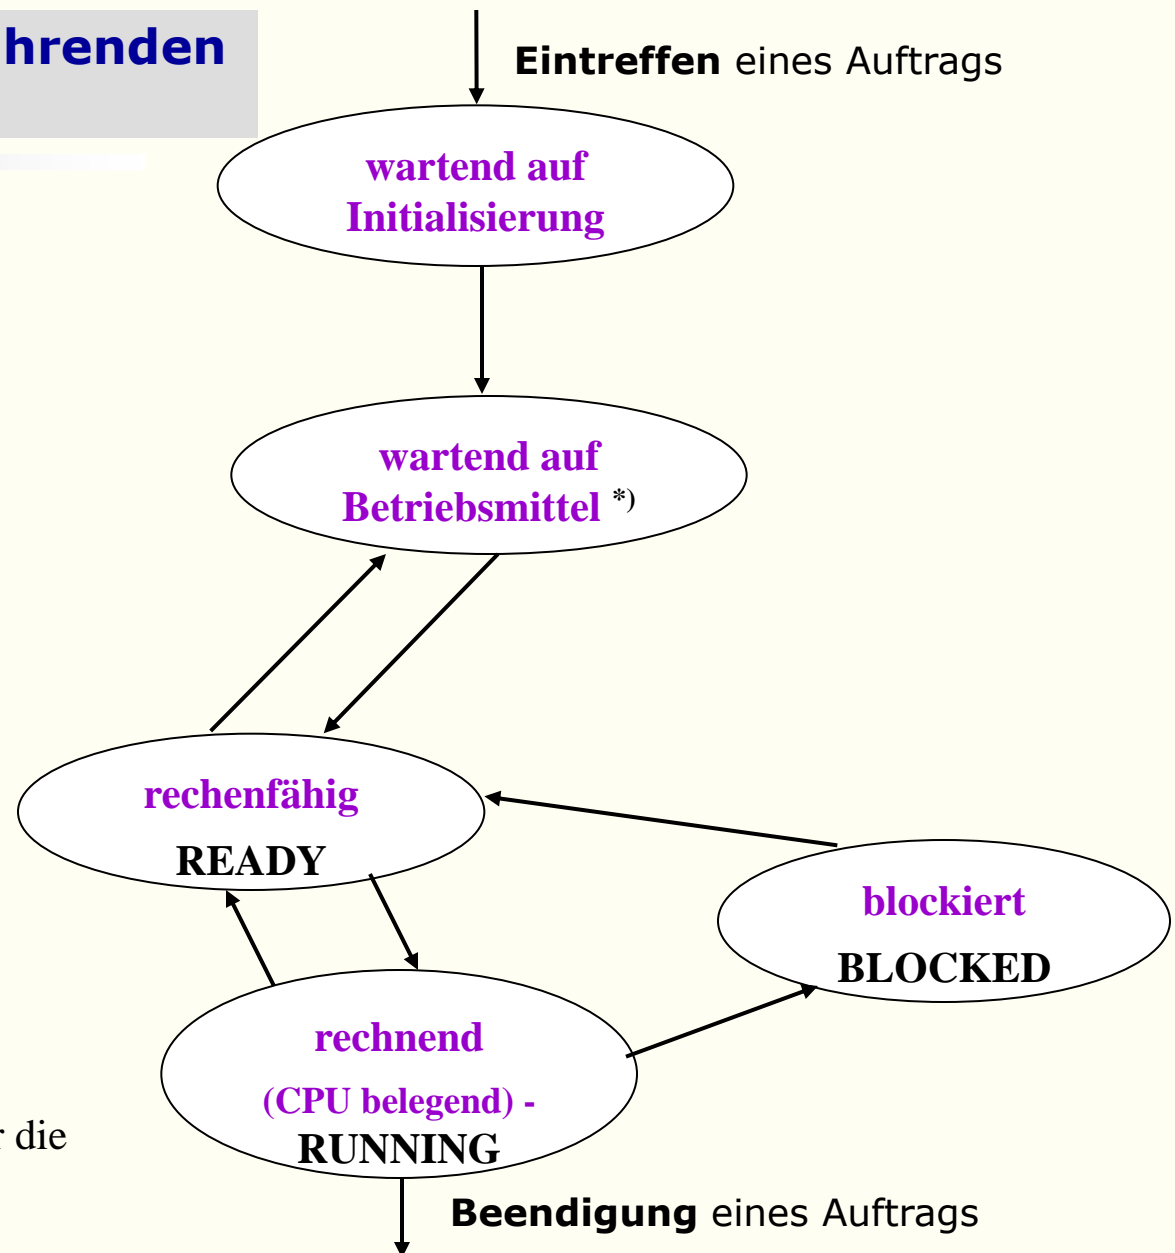 hrenden
Eintreffen eines Auftrags
wartend auf
Initialisierung
wartend auf
Betriebsmittel *)
rechenfähig
READY
blockiert
BLOCKED
rechnend
(CPU belegend) -
RUNNING
r die
Beendigung eines Auftrags